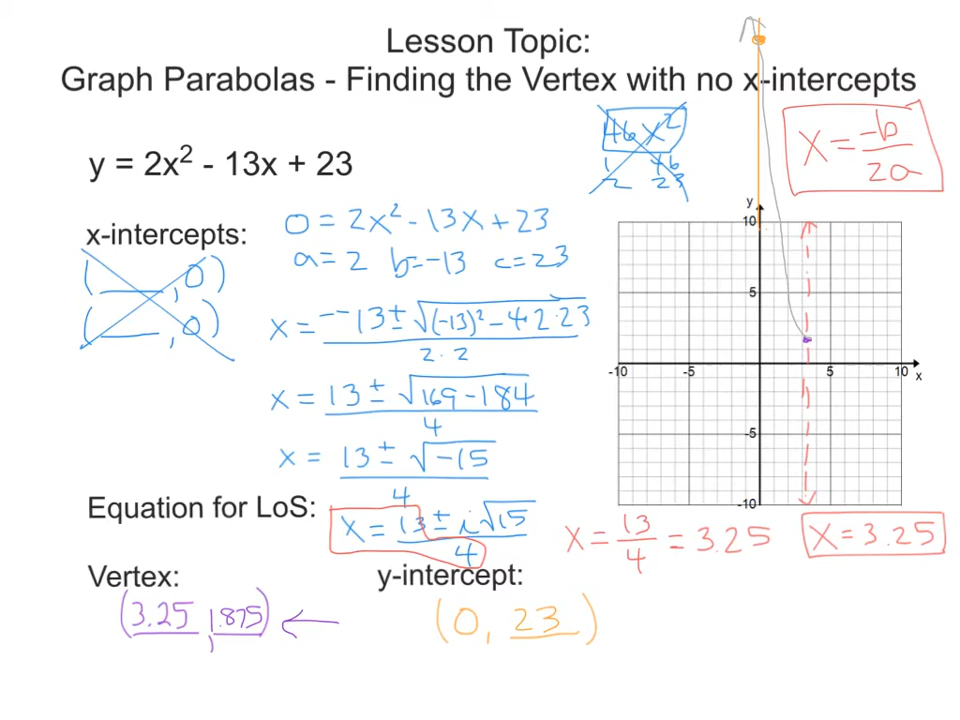 Lesson Topic:
Graph Parabolas - Finding the Vertex with no x-intercepts
46x²
1 46
2 23
x = -b/2a
y = 2x² - 13x + 23
x-intercepts:
( , 0)
( , 0)
0 = 2x² - 13x + 23
a = 2 b = -13 c = 23
x = (--13 ± √((-13)² - 4·2·23))/(2·2)
x = (13 ± √(169 - 184))/4
x = (13 ± √-15)/4
x = (13 ± i√15)/4
y
10
5
-10 -5 5 10 x
-5
-10
Equation for LoS:
x = 13/4 = 3.25
x = 3.25
Vertex:
(3.25, 1.875) ←
y-intercept:
(0, 23)